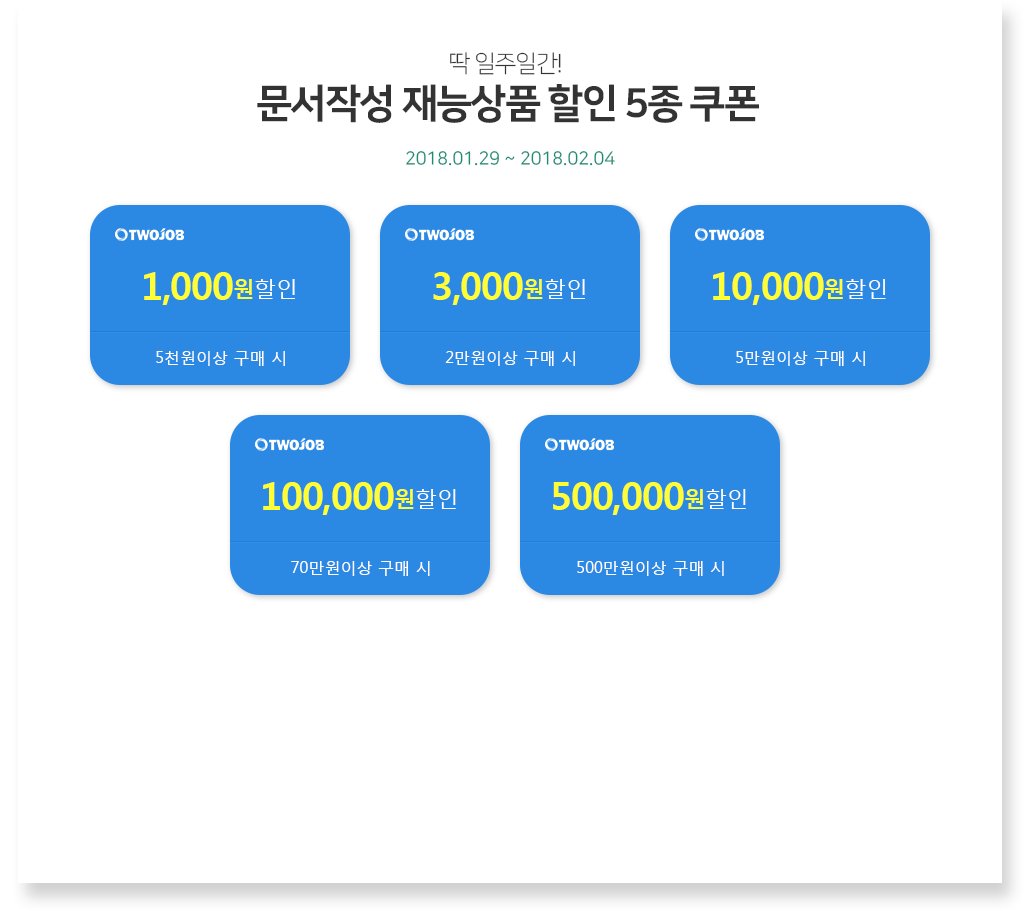 딱 일주일간!
문서작성 재능상품 할인 5종 쿠폰
2018.01.29 ~ 2018.02.04
TWOJOB
1,000원할인
5천원이상 구매 시
TWOJOB
3,000원할인
2만원이상 구매 시
TWOJOB
10,000원할인
5만원이상 구매 시
TWOJOB
100,000원할인
70만원이상 구매 시
TWOJOB
500,000원할인
500만원이상 구매 시